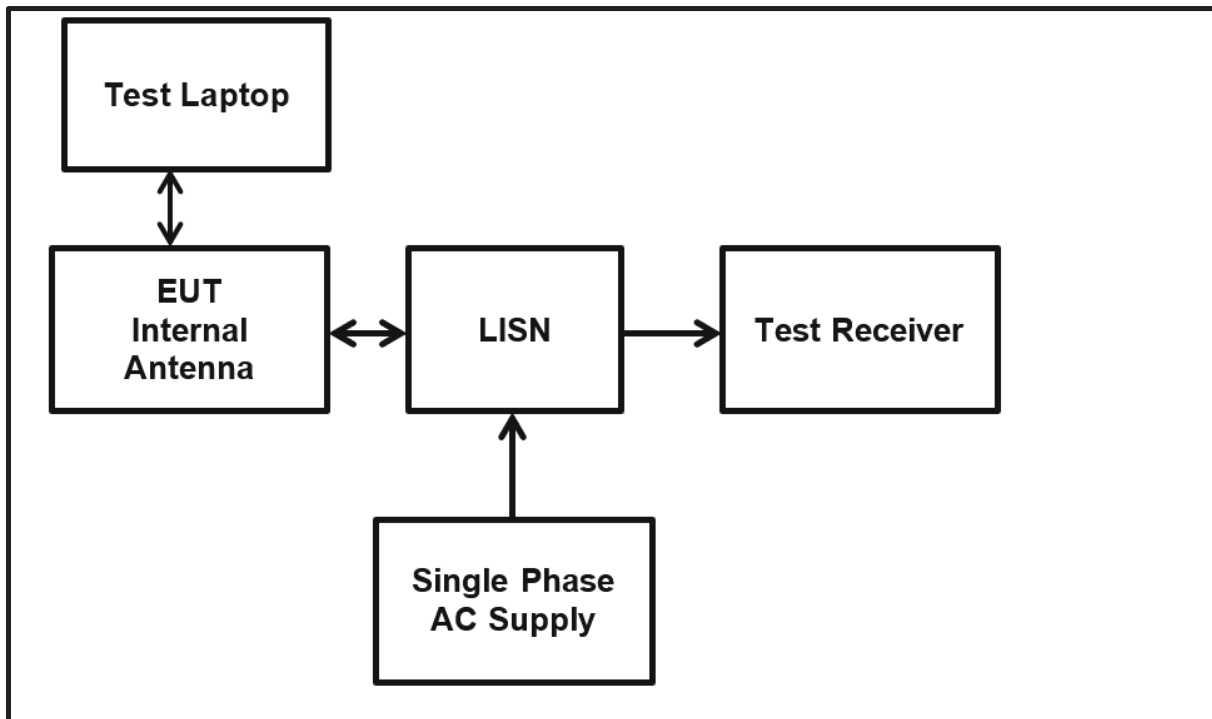 Test Laptop
EUT
Internal
Antenna
LISN
Test Receiver
Single Phase
AC Supply